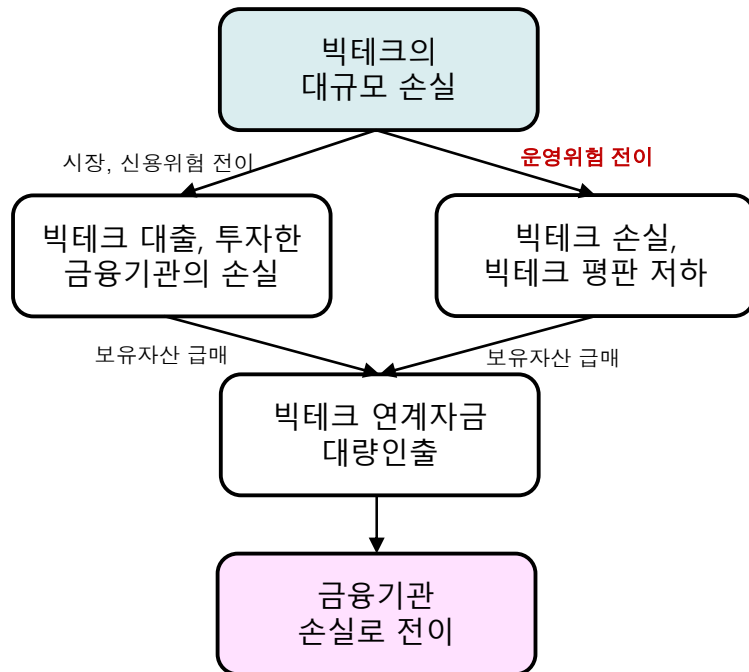 빅테크의
대규모 손실
시장, 신용위험 전이
운영위험 전이
빅테크 대출, 투자한
금융기관의 손실
빅테크 손실,
빅테크 평판 저하
보유자산 급매
보유자산 급매
빅테크 연계자금
대량인출
금융기관
손실로 전이